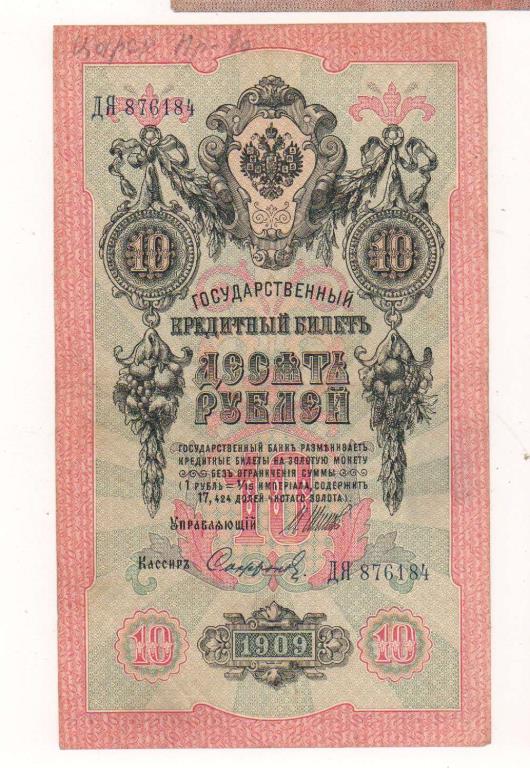 ДЯ 876184
10 10
ГОСУДАРСТВЕННЫЙ
КРЕДИТНЫЙ БИЛЕТЪ
ДЕСЯТЬ
РУБЛЕЙ
ГОСУДАРСТВЕННЫЙ БАНКЪ РАЗМѢНИВАЕТЪ
КРЕДИТНЫЕ БИЛЕТЫ НА ЗОЛОТУЮ МОНЕТУ
БЕЗЪ ОГРАНИЧЕНІЯ СУММЫ
(1 РУБЛЬ = 1/15 ИМПЕРІАЛА, СОДЕРЖИТЪ
17,424 ДОЛЕЙ ЧИСТАГО ЗОЛОТА).
10
УПРАВЛЯЮЩІЙ
КАССИРЪ
ДЯ 876184
10 1909 10